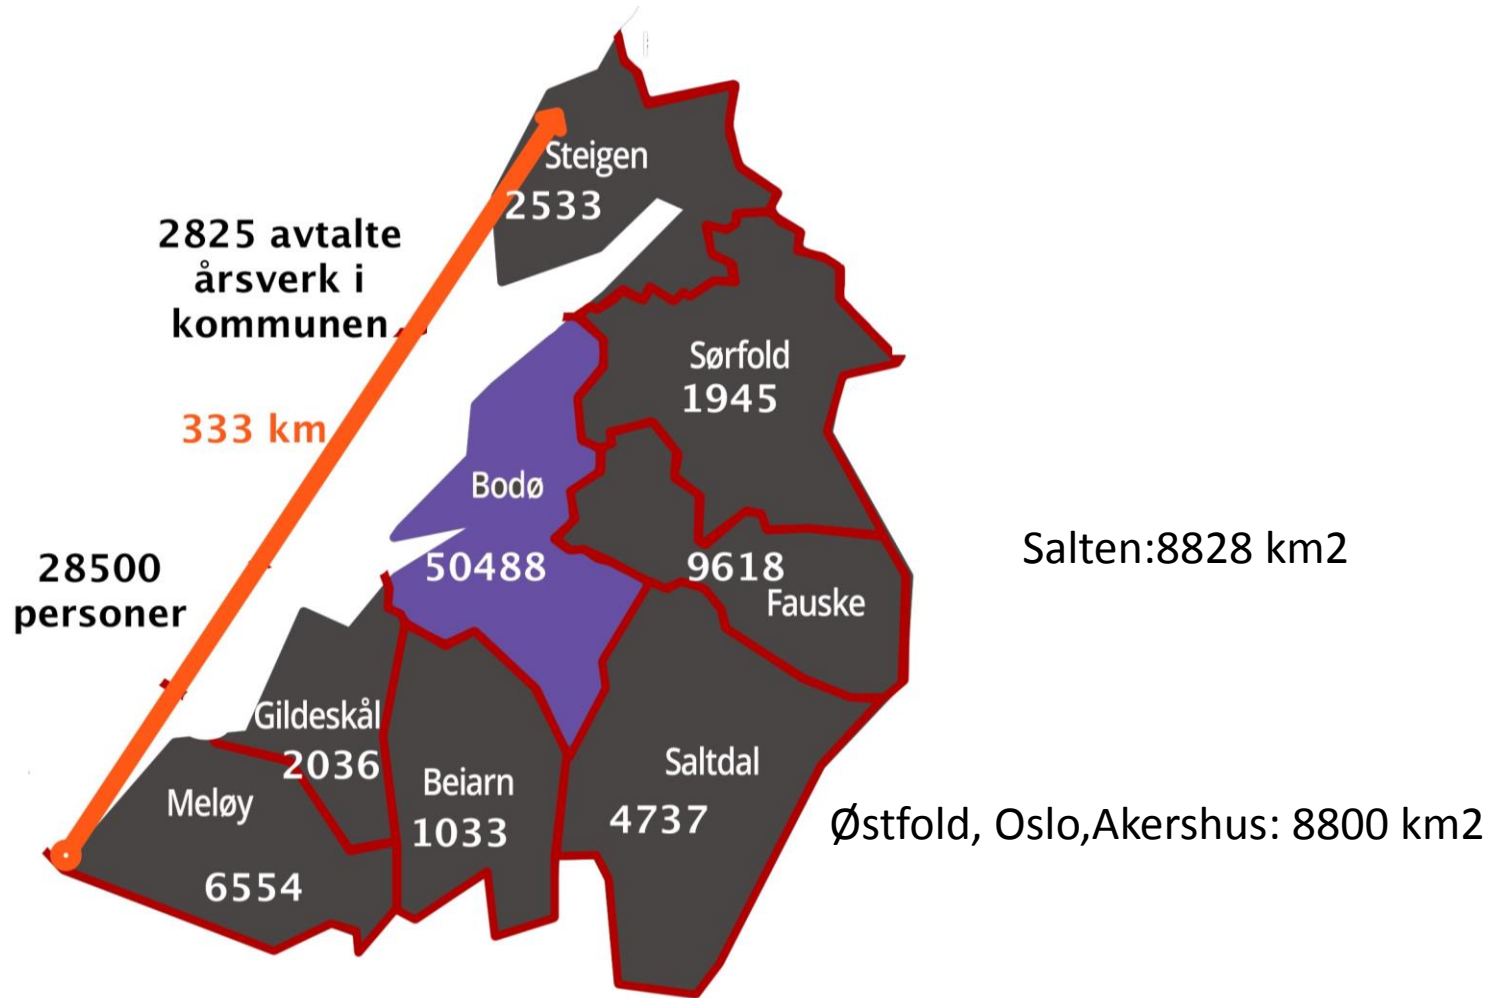 Steigen
2533
2825 avtalte
årsverk i
kommunen
Sørfold
1945
333 km
Bodø
50488
9618
Fauske
Salten:8828 km2
28500
personer
Gildeskål
2036
Meløy
6554
Beiarn
1033
Saltdal
4737
Østfold, Oslo,Akershus: 8800 km2